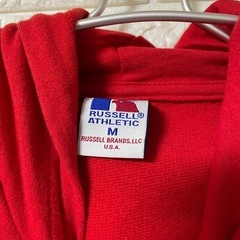 RUSSELL®
ATHLETIC
M
RUSSELL BRANDS, LLC
U.S.A.